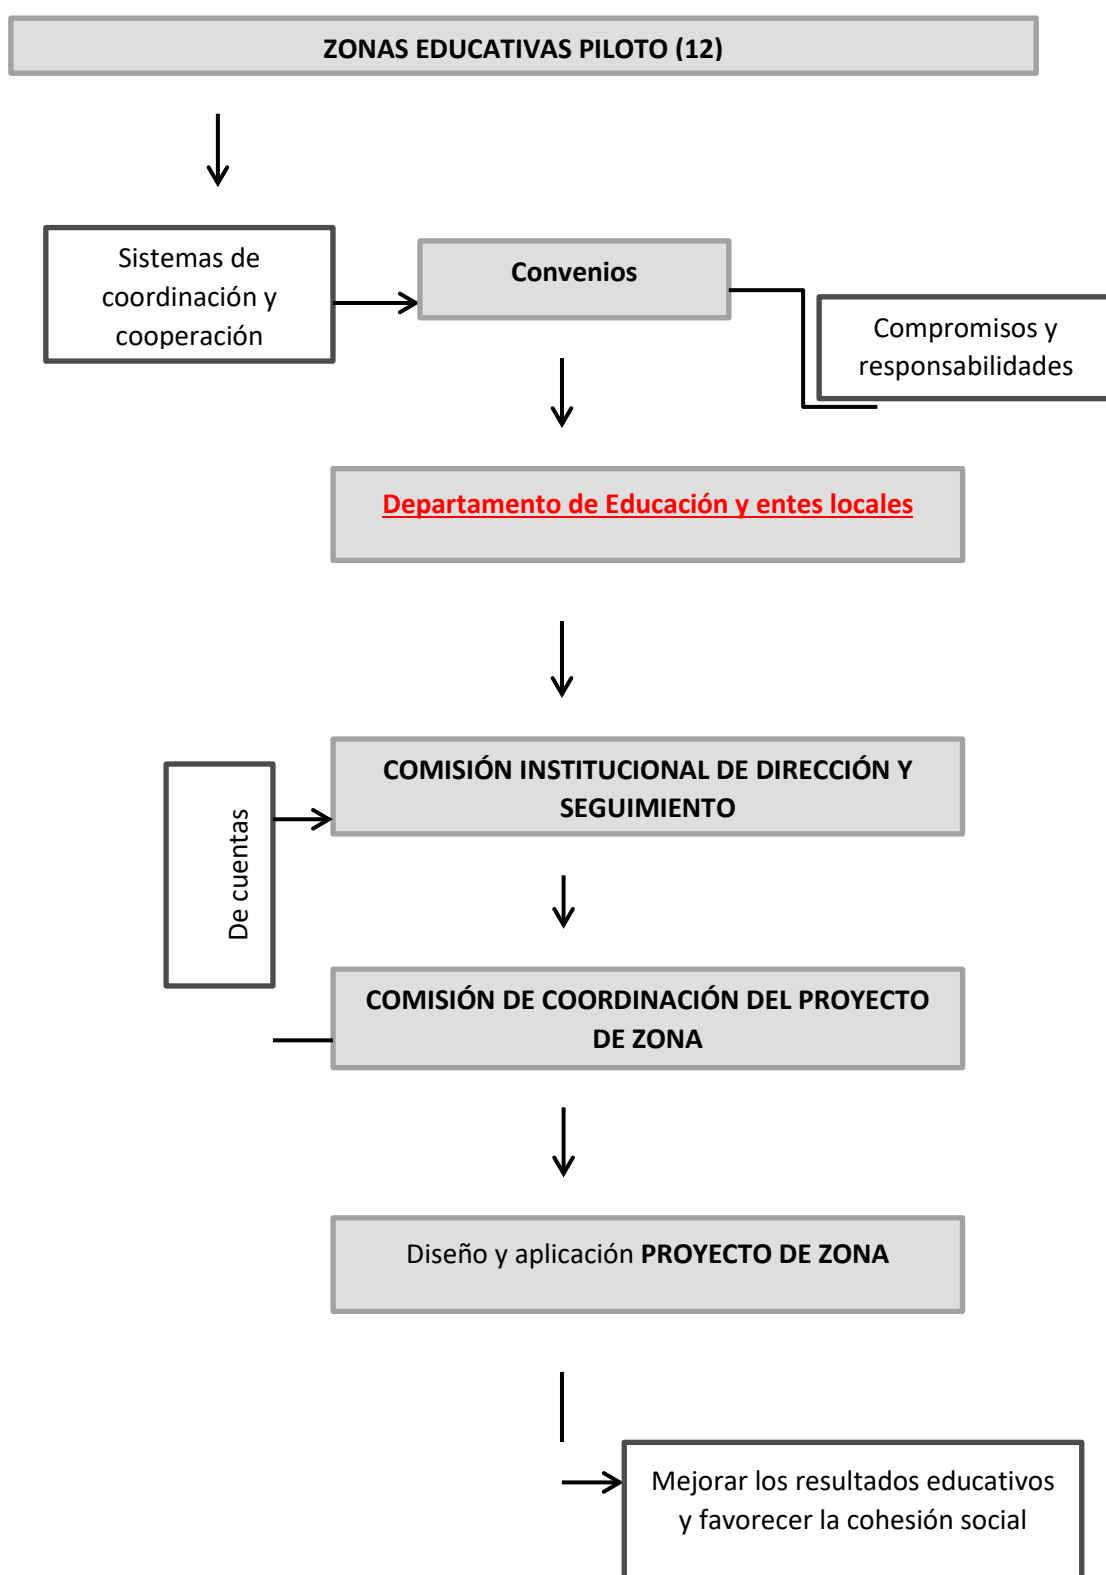 ZONAS EDUCATIVAS PILOTO (12)
Sistemas de
coordinación y
cooperación
Convenios
Compromisos y
responsabilidades
Departamento de Educación y entes locales
COMISIÓN INSTITUCIONAL DE DIRECCIÓN Y
SEGUIMIENTO
De cuentas
COMISIÓN DE COORDINACIÓN DEL PROYECTO
DE ZONA
Diseño y aplicación PROYECTO DE ZONA
Mejorar los resultados educativos
y favorecer la cohesión social